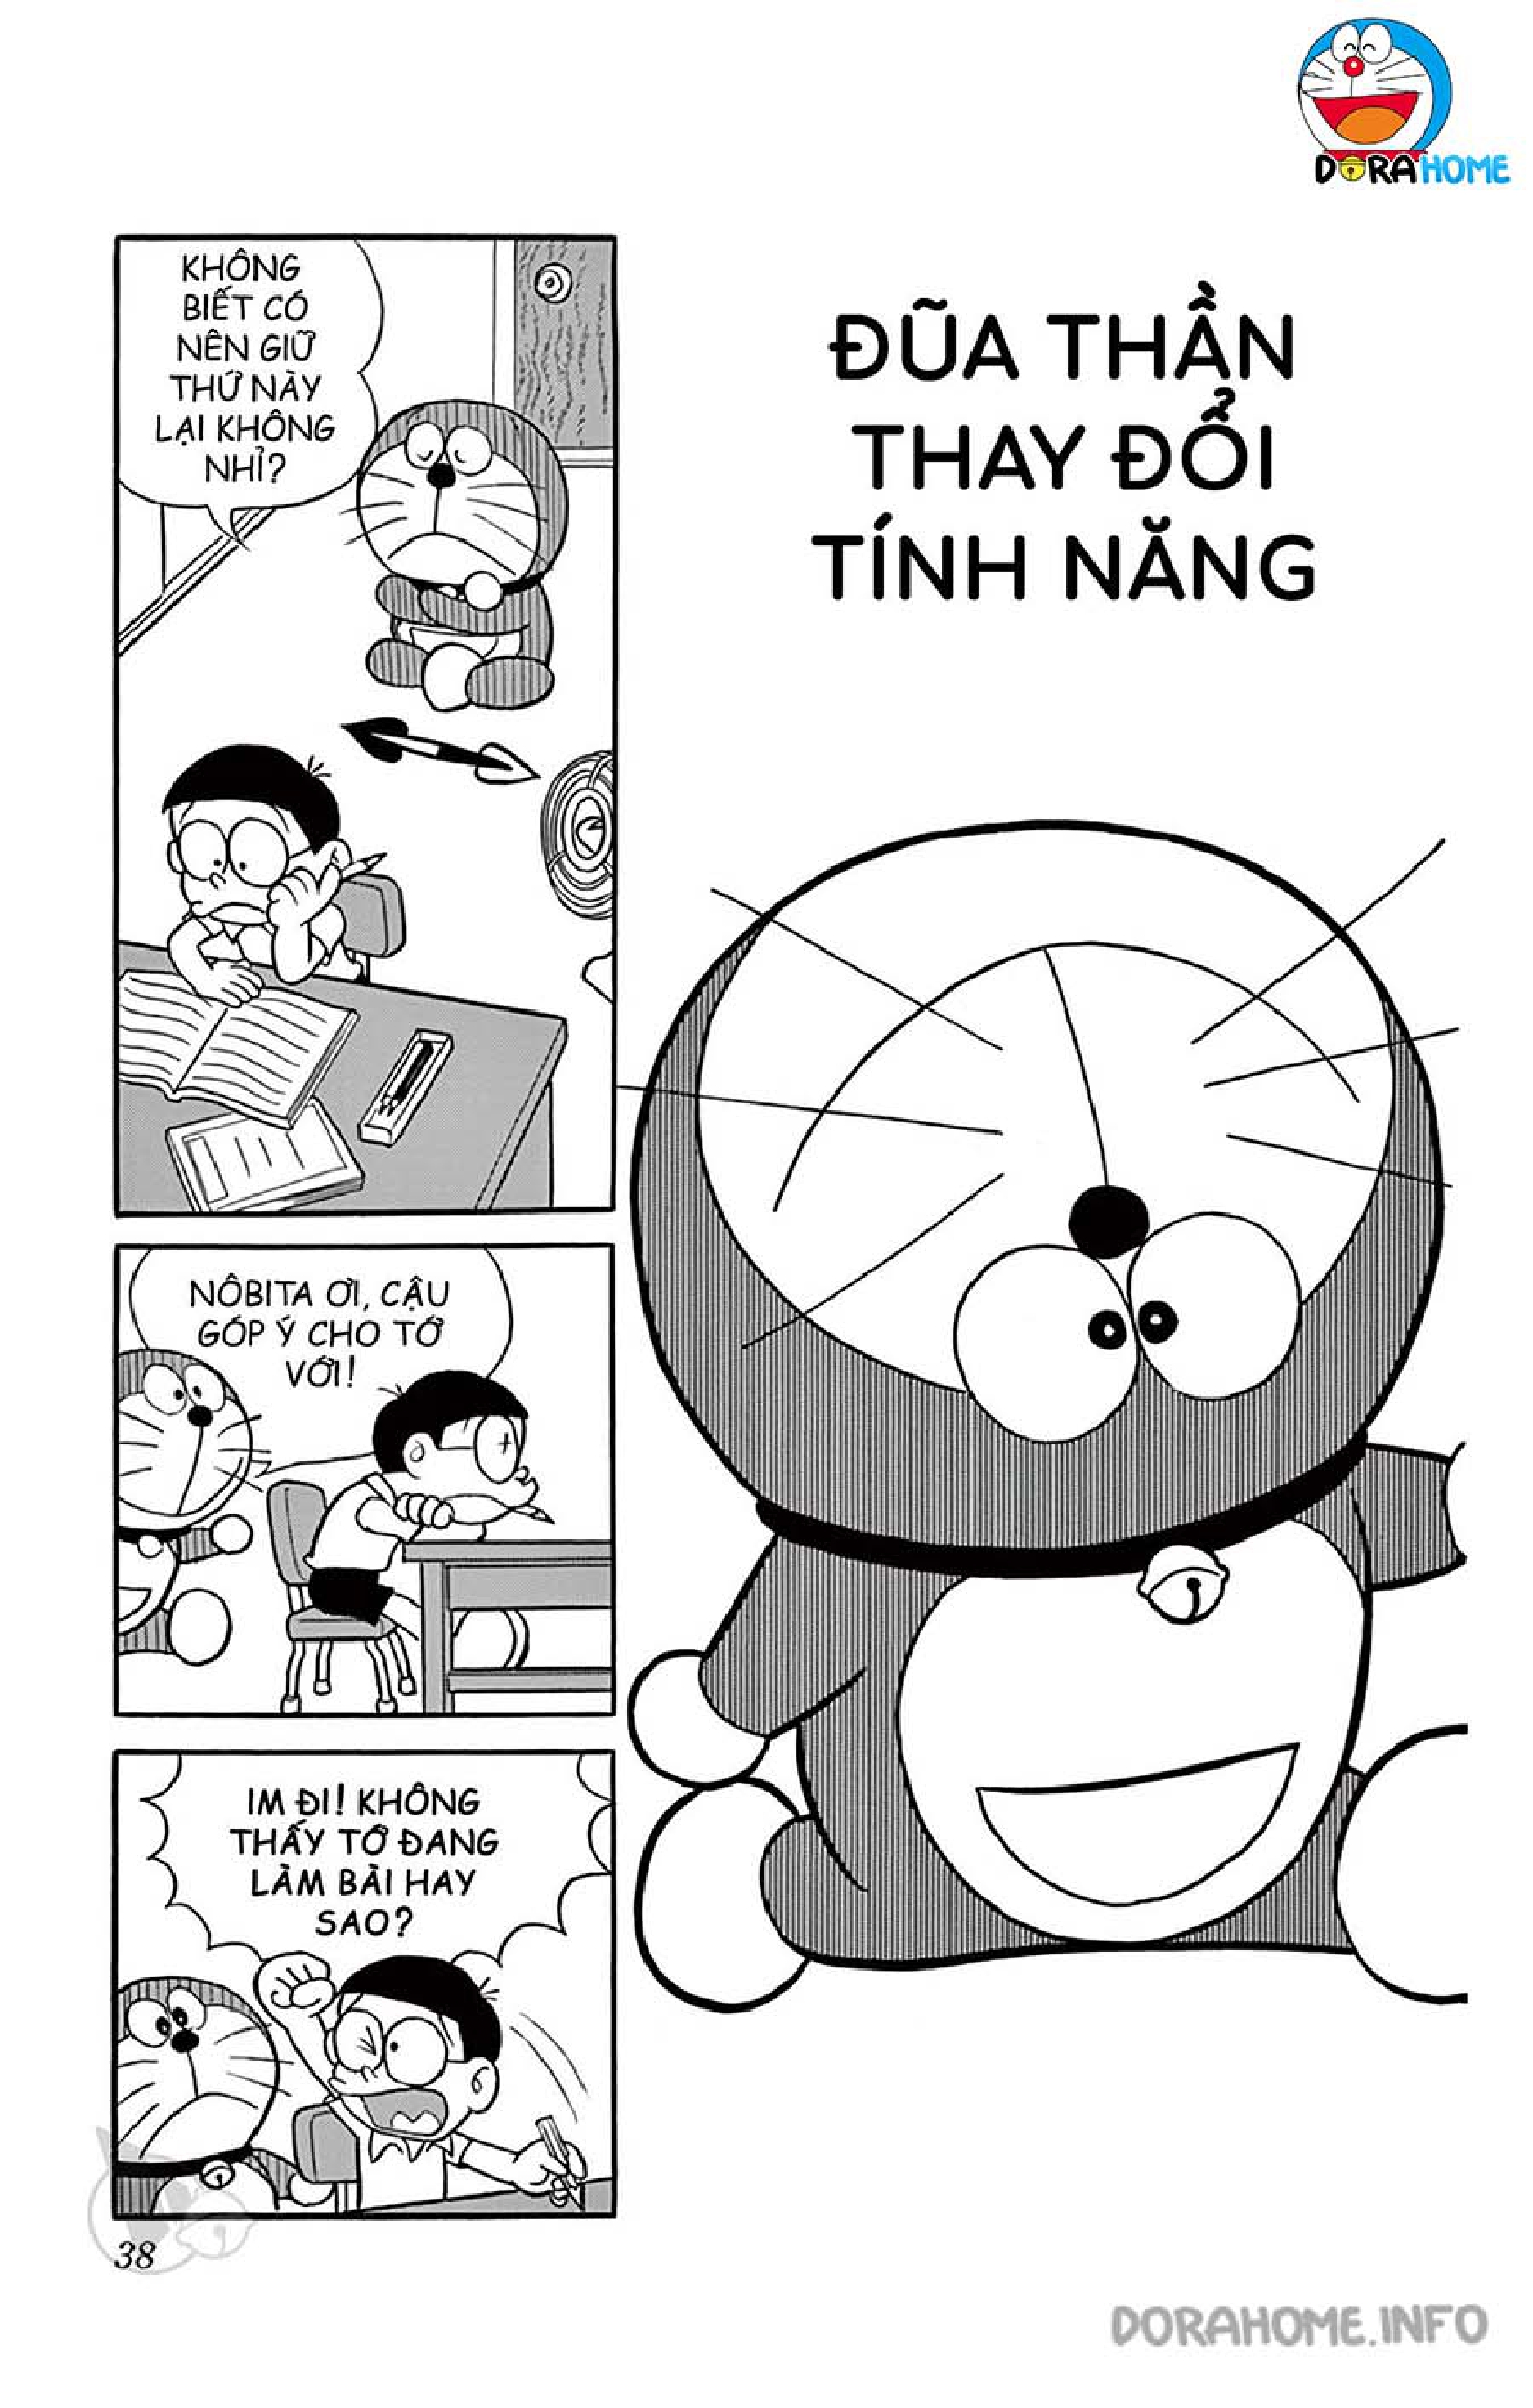 DORAHOME
ĐŨA THẦN
THAY ĐỔI
TÍNH NĂNG
KHÔNG
BIẾT CÓ
NÊN GIỮ
THỨ NÀY
LẠI KHÔNG
NHỈ?
NÔBITA ƠI, CẬU
GÓP Ý CHO TỚ
VỚI!
IM ĐI! KHÔNG
THẤY TỚ ĐANG
LÀM BÀI HAY
SAO?
38
DORAHOME.INFO